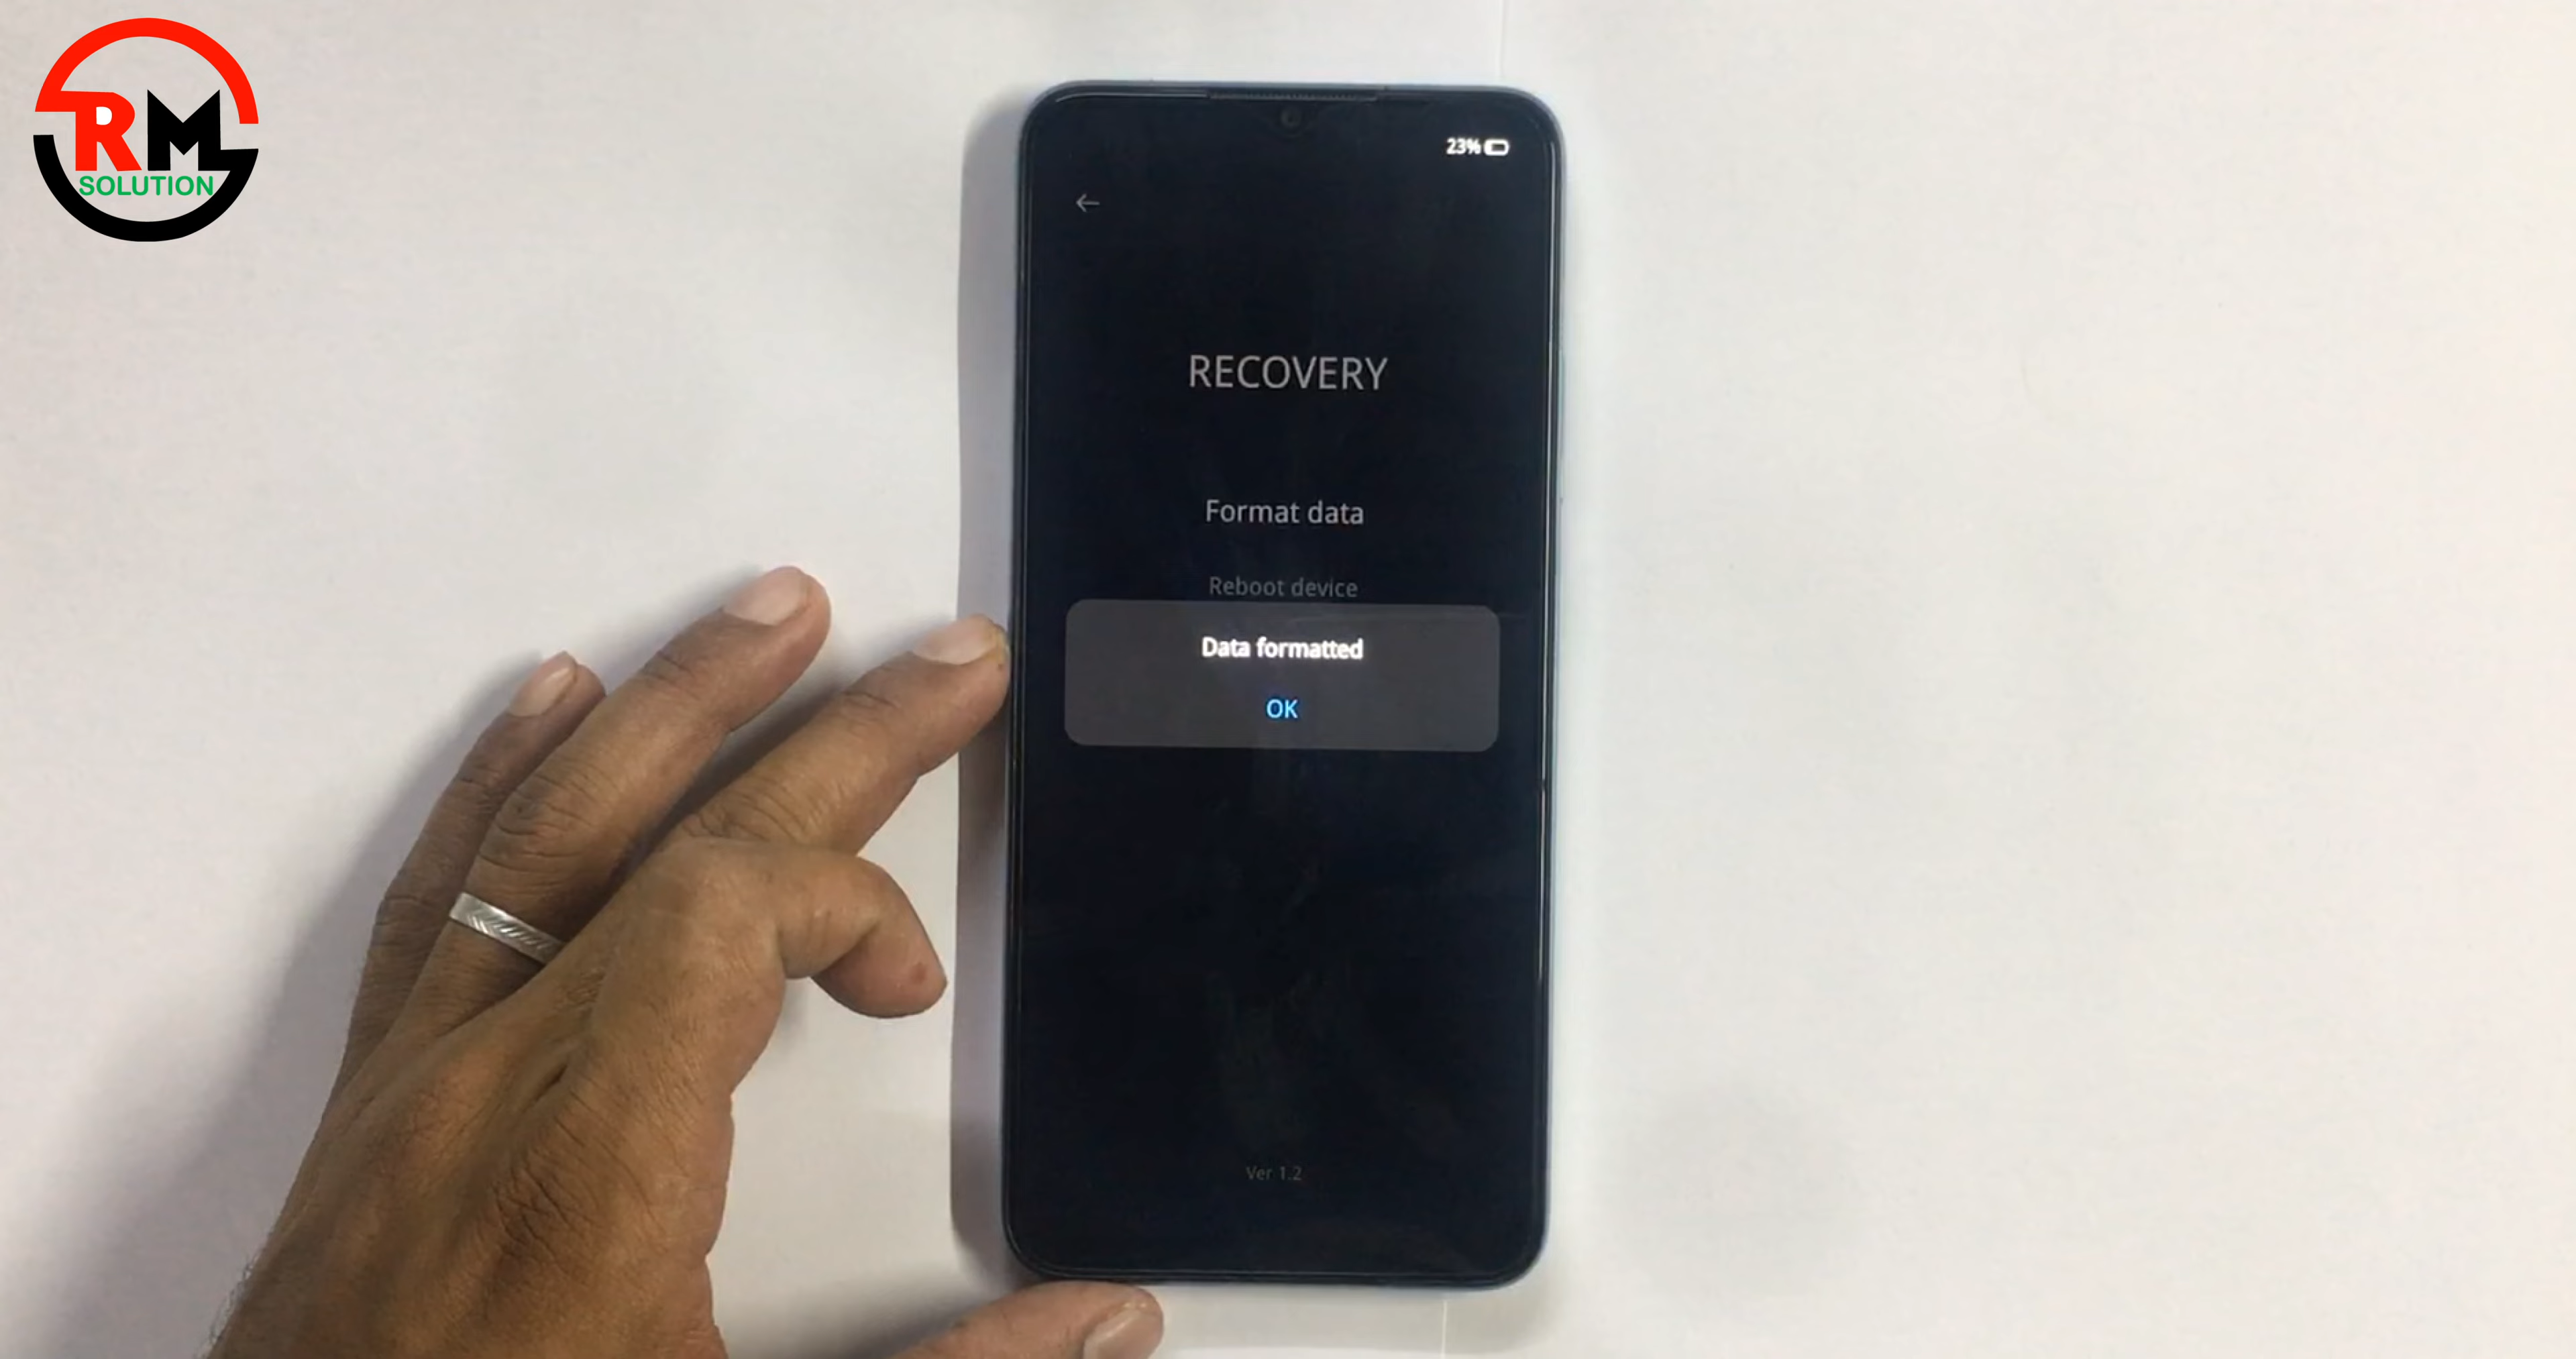 RM
SOLUTION
23%
RECOVERY
Format data
Reboot device
Data formatted
OK
Ver 1.2